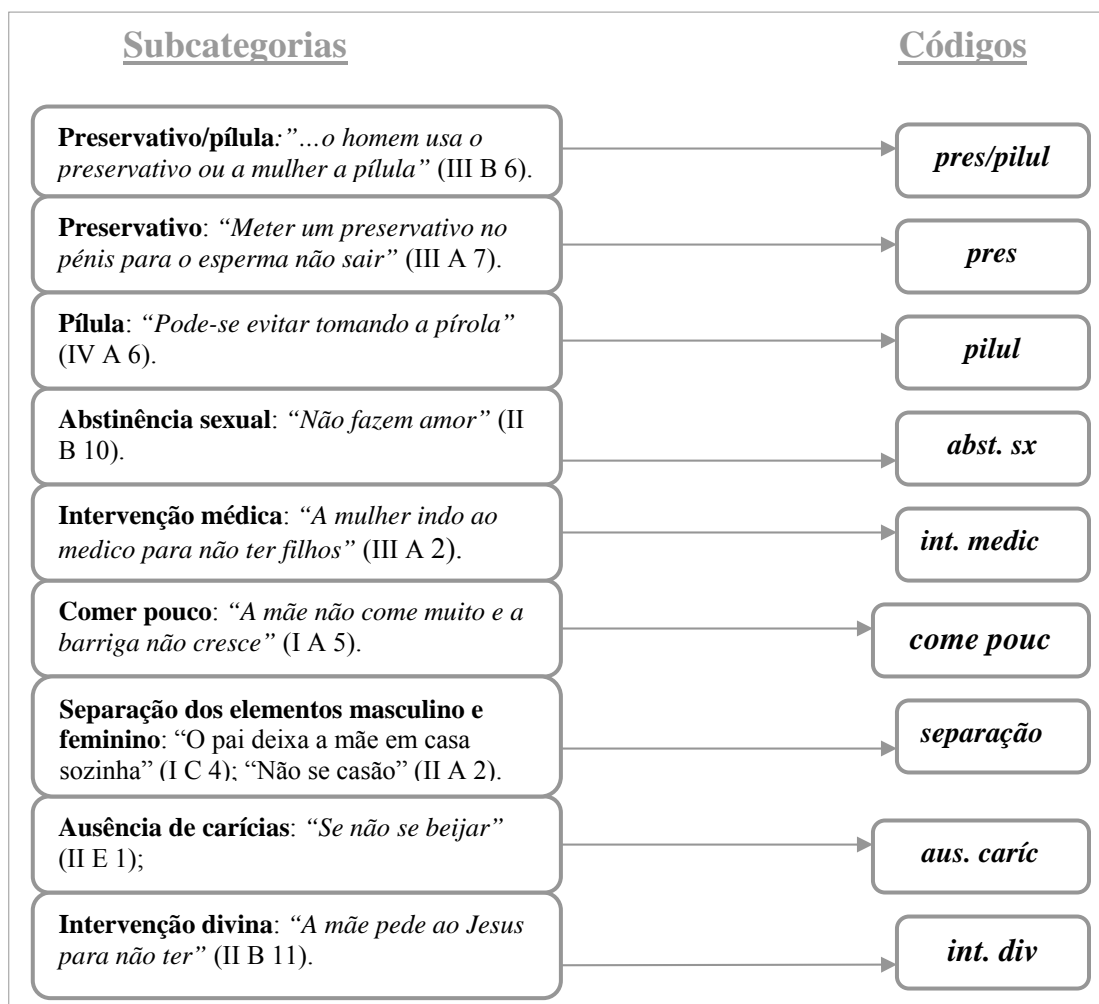 Subcategorias
Códigos
Preservativo/pílula:”…o homem usa o
preservativo ou a mulher a pílula” (III B 6).
pres/pilul
Preservativo: “Meter um preservativo no
pénis para o esperma não sair” (III A 7).
pres
Pílula: “Pode-se evitar tomando a pírola”
(IV A 6).
pilul
Abstinência sexual: “Não fazem amor” (II
B 10).
abst. sx
Intervenção médica: “A mulher indo ao
medico para não ter filhos” (III A 2).
int. medic
Comer pouco: “A mãe não come muito e a
barriga não cresce” (I A 5).
come pouc
Separação dos elementos masculino e
feminino: “O pai deixa a mãe em casa
sozinha” (I C 4); “Não se casão” (II A 2).
separação
Ausência de carícias: “Se não se beijar”
(II E 1);
aus. caríc
Intervenção divina: “A mãe pede ao Jesus
para não ter” (II B 11).
int. div